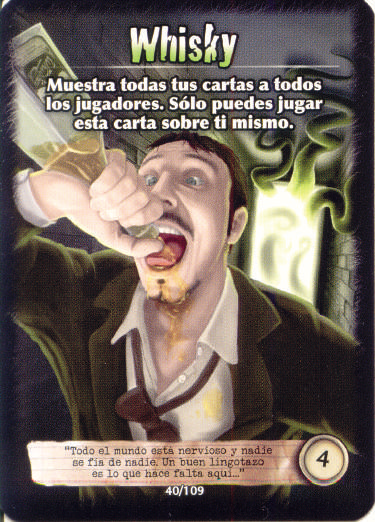 Whisky
Muestra todas tus cartas a todos
los jugadores. Sólo puedes jugar
esta carta sobre ti mismo.
"Todo el mundo está nervioso y nadie
se fía de nadie. Un buen lingotazo
es lo que hace falta aquí..."
4
40/109